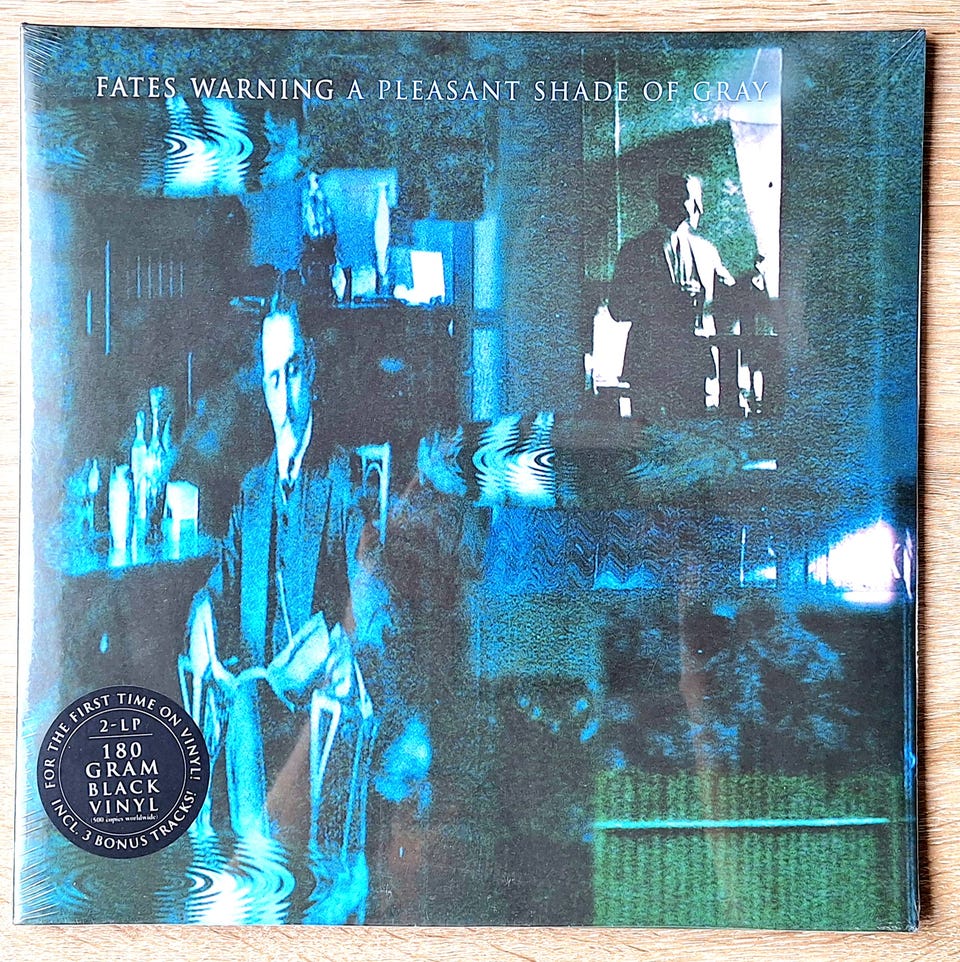 FATES WARNING A PLEASANT SHADE OF GRAY
FOR THE FIRST TIME ON VINYL!
2-LP
180
GRAM
BLACK
VINYL
(500 copies worldwide)
INCL. 3 BONUS TRACKS!